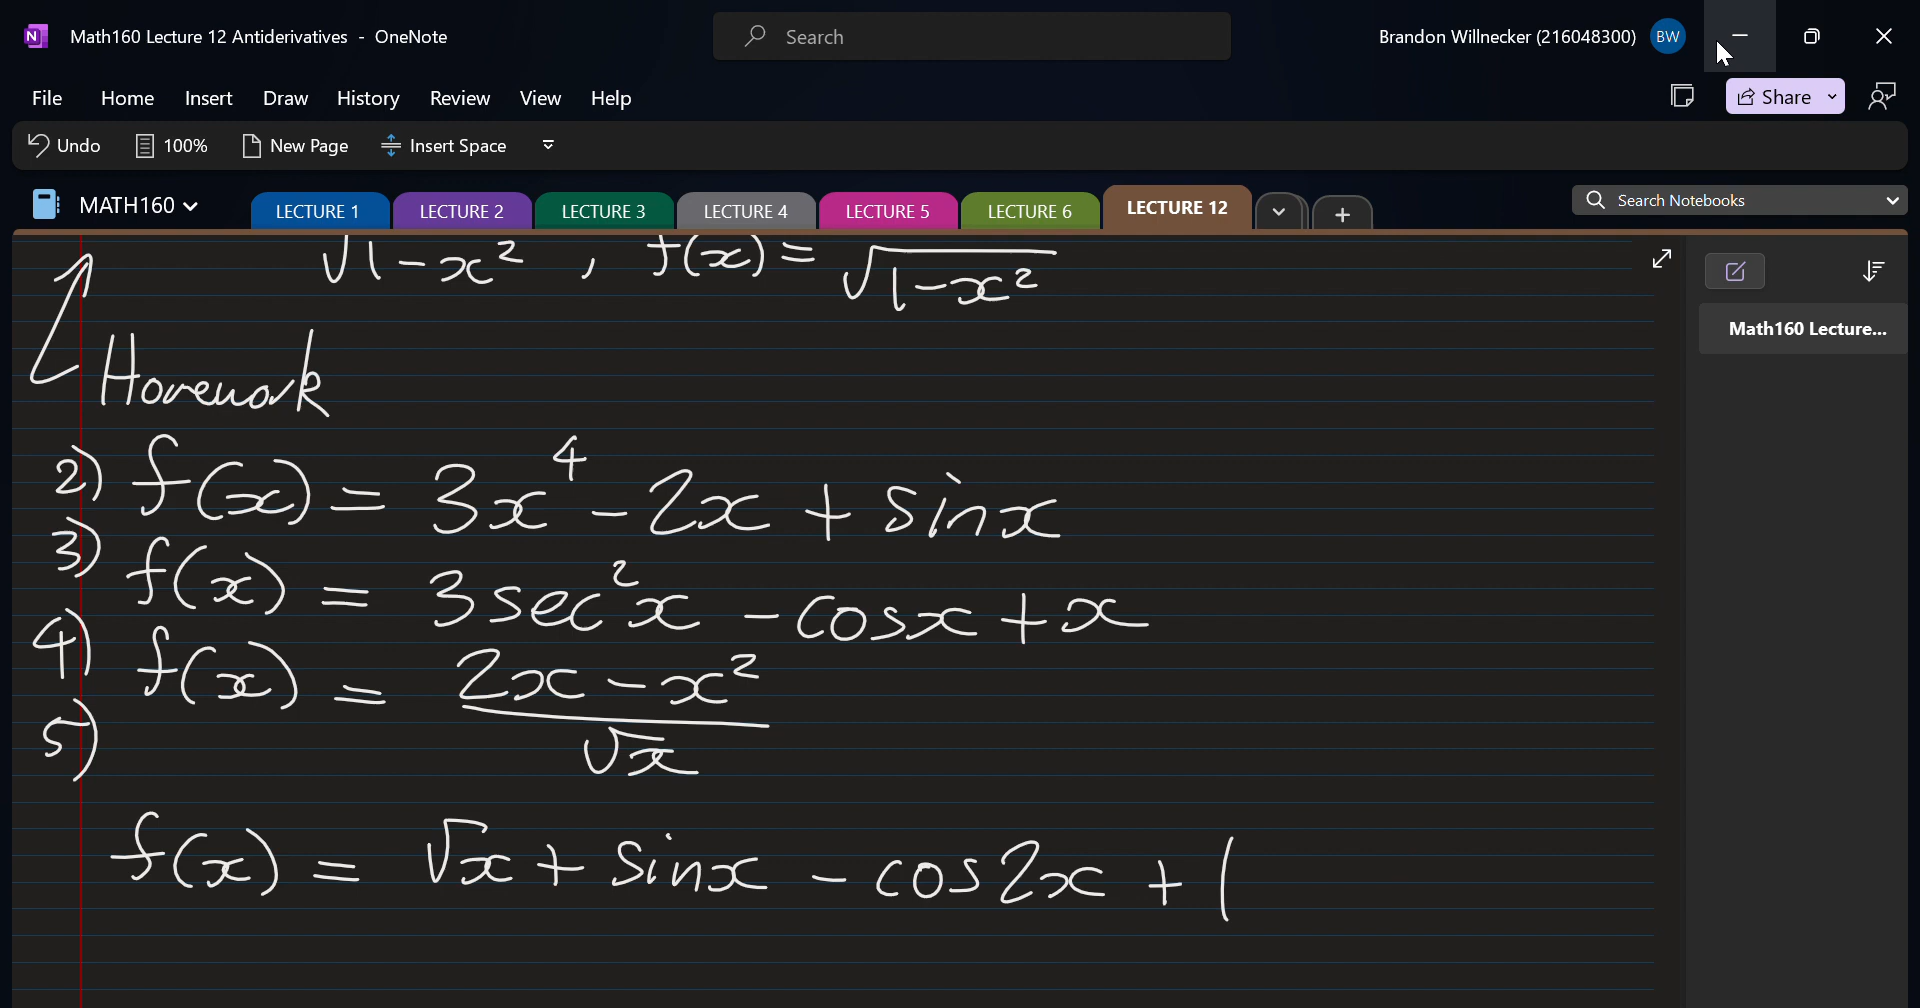 Math160 Lecture 12 Antiderivatives - OneNote
Search
Brandon Willnecker (216048300) BW
File Home Insert Draw History Review View Help
Share
Undo 100% New Page Insert Space
MATH160 LECTURE 1 LECTURE 2 LECTURE 3 LECTURE 4 LECTURE 5 LECTURE 6 LECTURE 12 +
Search Notebooks
√1-x² , f(x) = √(1-x²)
Math160 Lecture...
Homework
2) f(x) = 3x⁴ - 2x + sinx
3) f(x) = 3sec²x - cosx + x
4) f(x) = 2x - x²
√x
5)
f(x) = √x + sinx - cos2x + 1